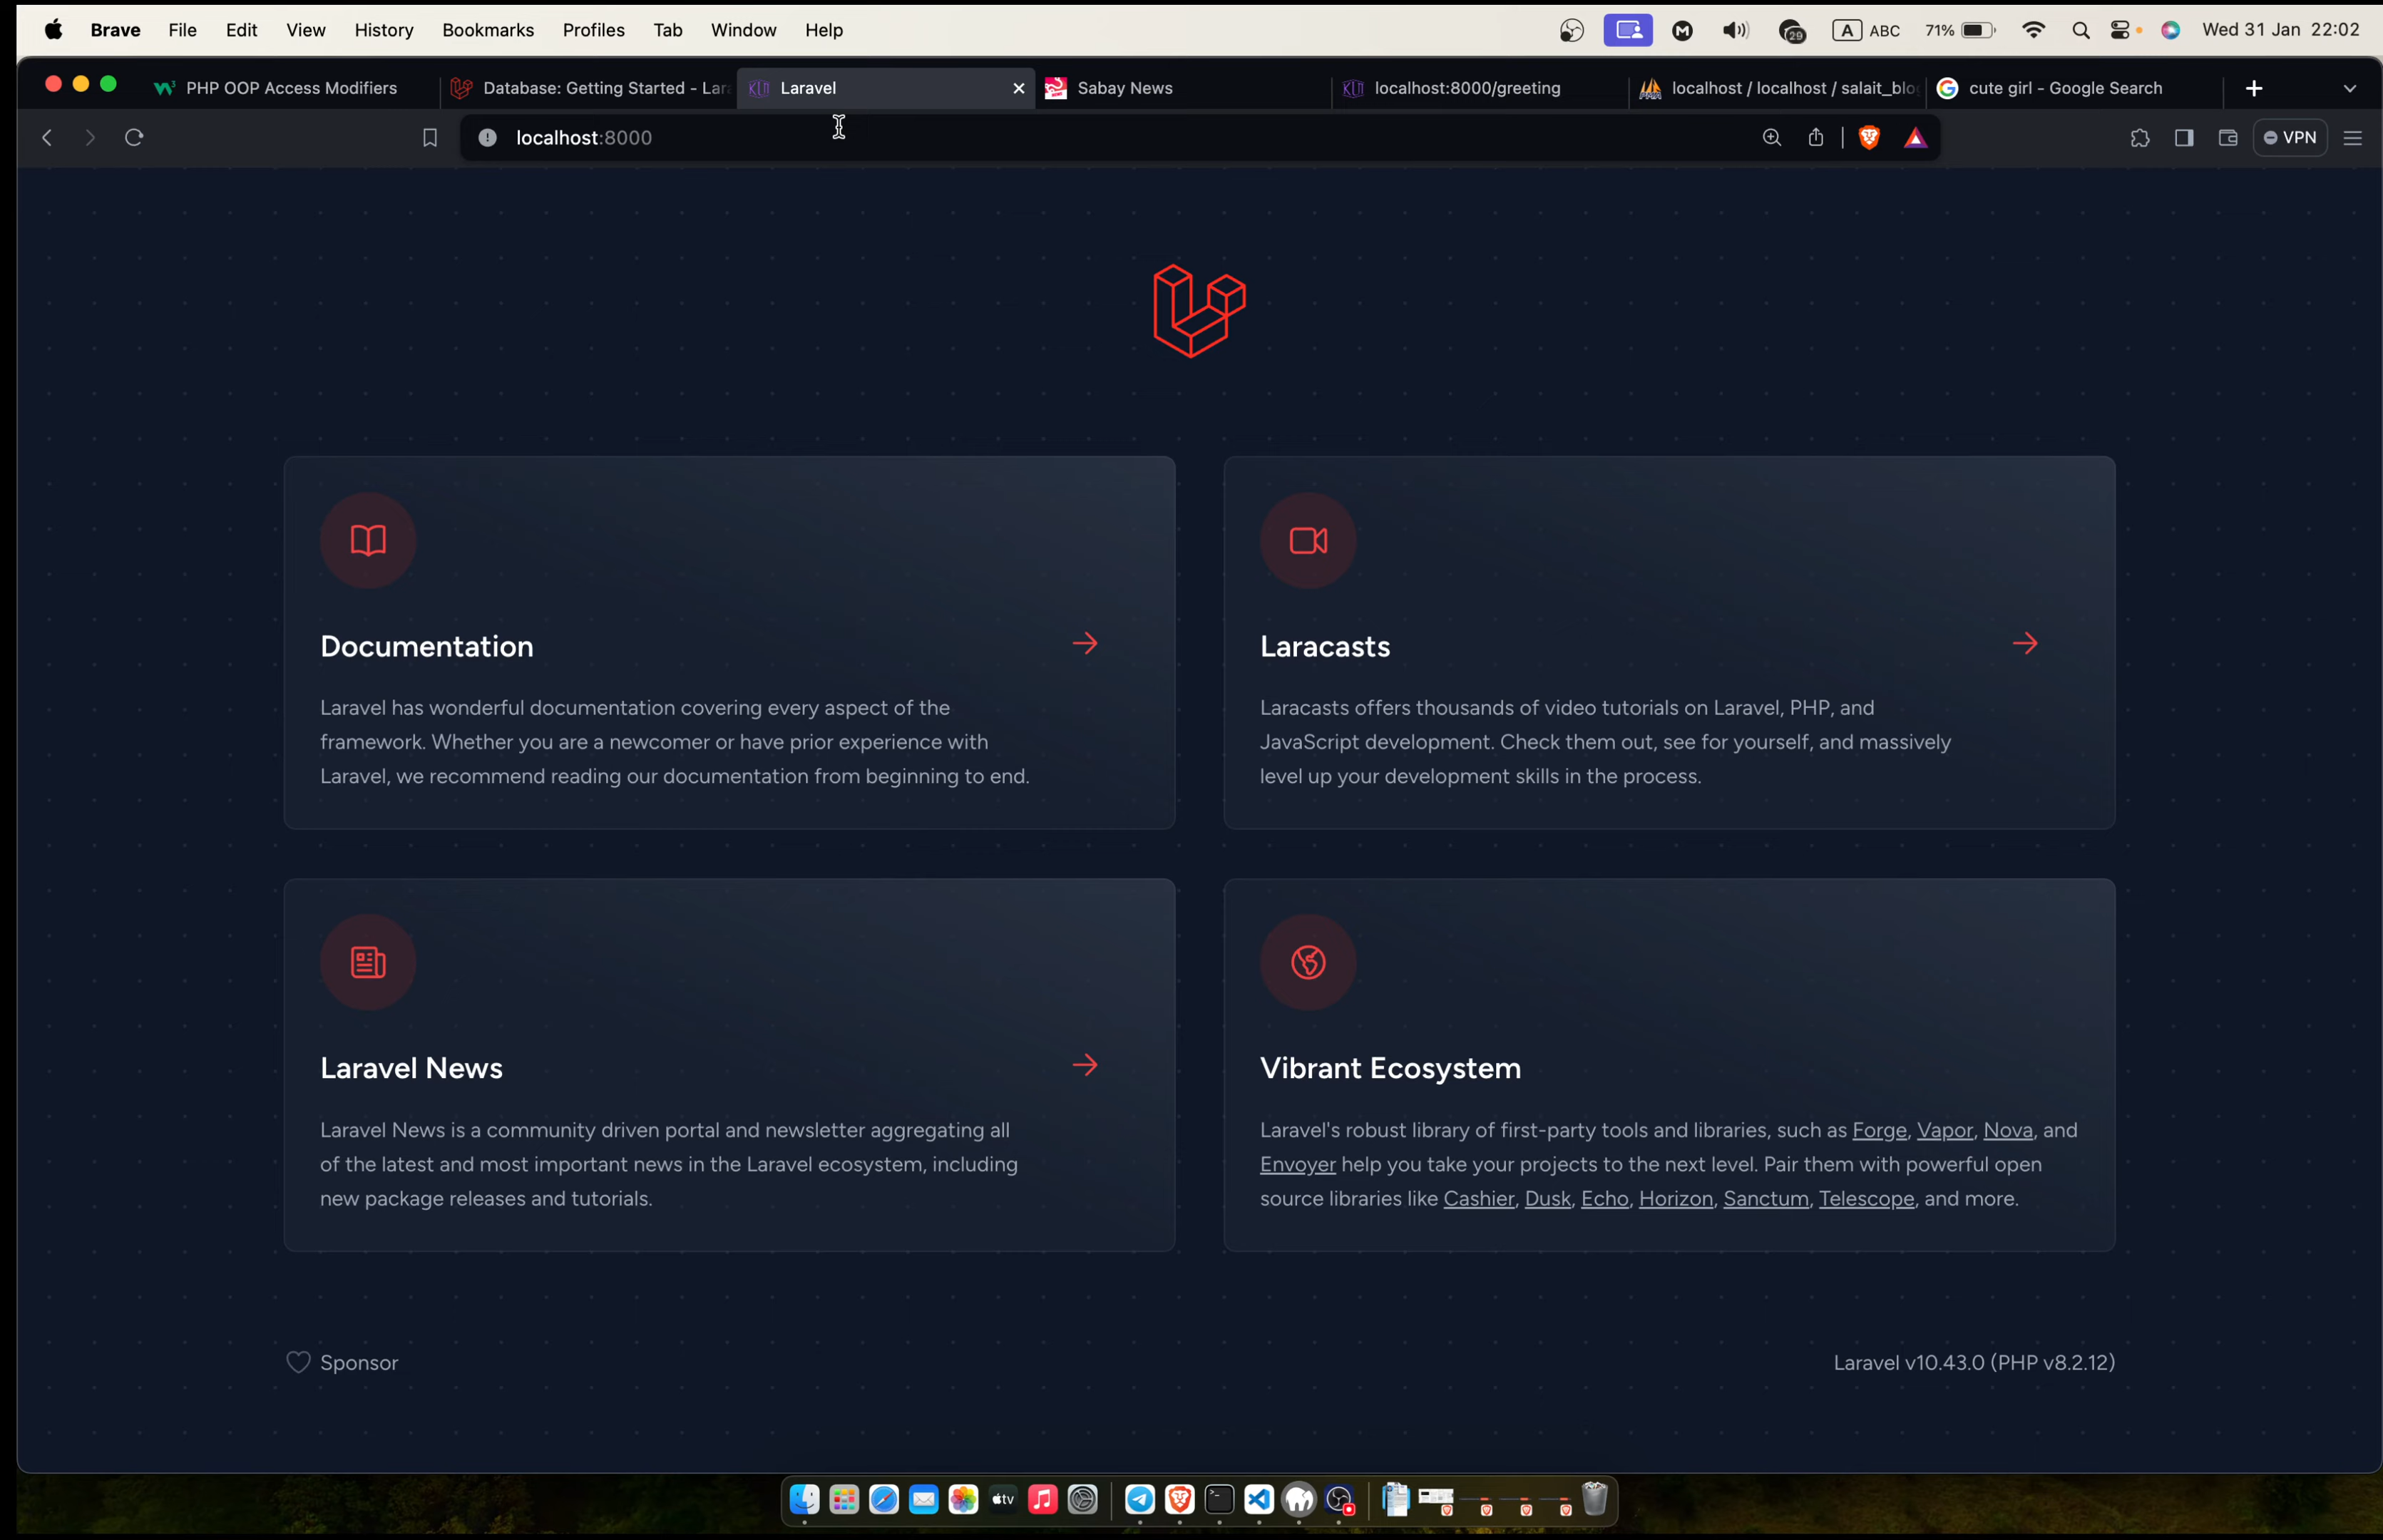 Brave File Edit View History Bookmarks Profiles Tab Window Help
29 A ABC 71% Wed 31 Jan 22:02
PHP OOP Access Modifiers
Database: Getting Started - Lar
Laravel
Sabay News
localhost:8000/greeting
localhost / localhost / salait_blo
cute girl - Google Search
localhost:8000
VPN
Documentation
Laravel has wonderful documentation covering every aspect of the
framework. Whether you are a newcomer or have prior experience with
Laravel, we recommend reading our documentation from beginning to end.
Laracasts
Laracasts offers thousands of video tutorials on Laravel, PHP, and
JavaScript development. Check them out, see for yourself, and massively
level up your development skills in the process.
Laravel News
Laravel News is a community driven portal and newsletter aggregating all
of the latest and most important news in the Laravel ecosystem, including
new package releases and tutorials.
Vibrant Ecosystem
Laravel's robust library of first-party tools and libraries, such as Forge, Vapor, Nova, and
Envoyer help you take your projects to the next level. Pair them with powerful open
source libraries like Cashier, Dusk, Echo, Horizon, Sanctum, Telescope, and more.
Sponsor
Laravel v10.43.0 (PHP v8.2.12)
tv